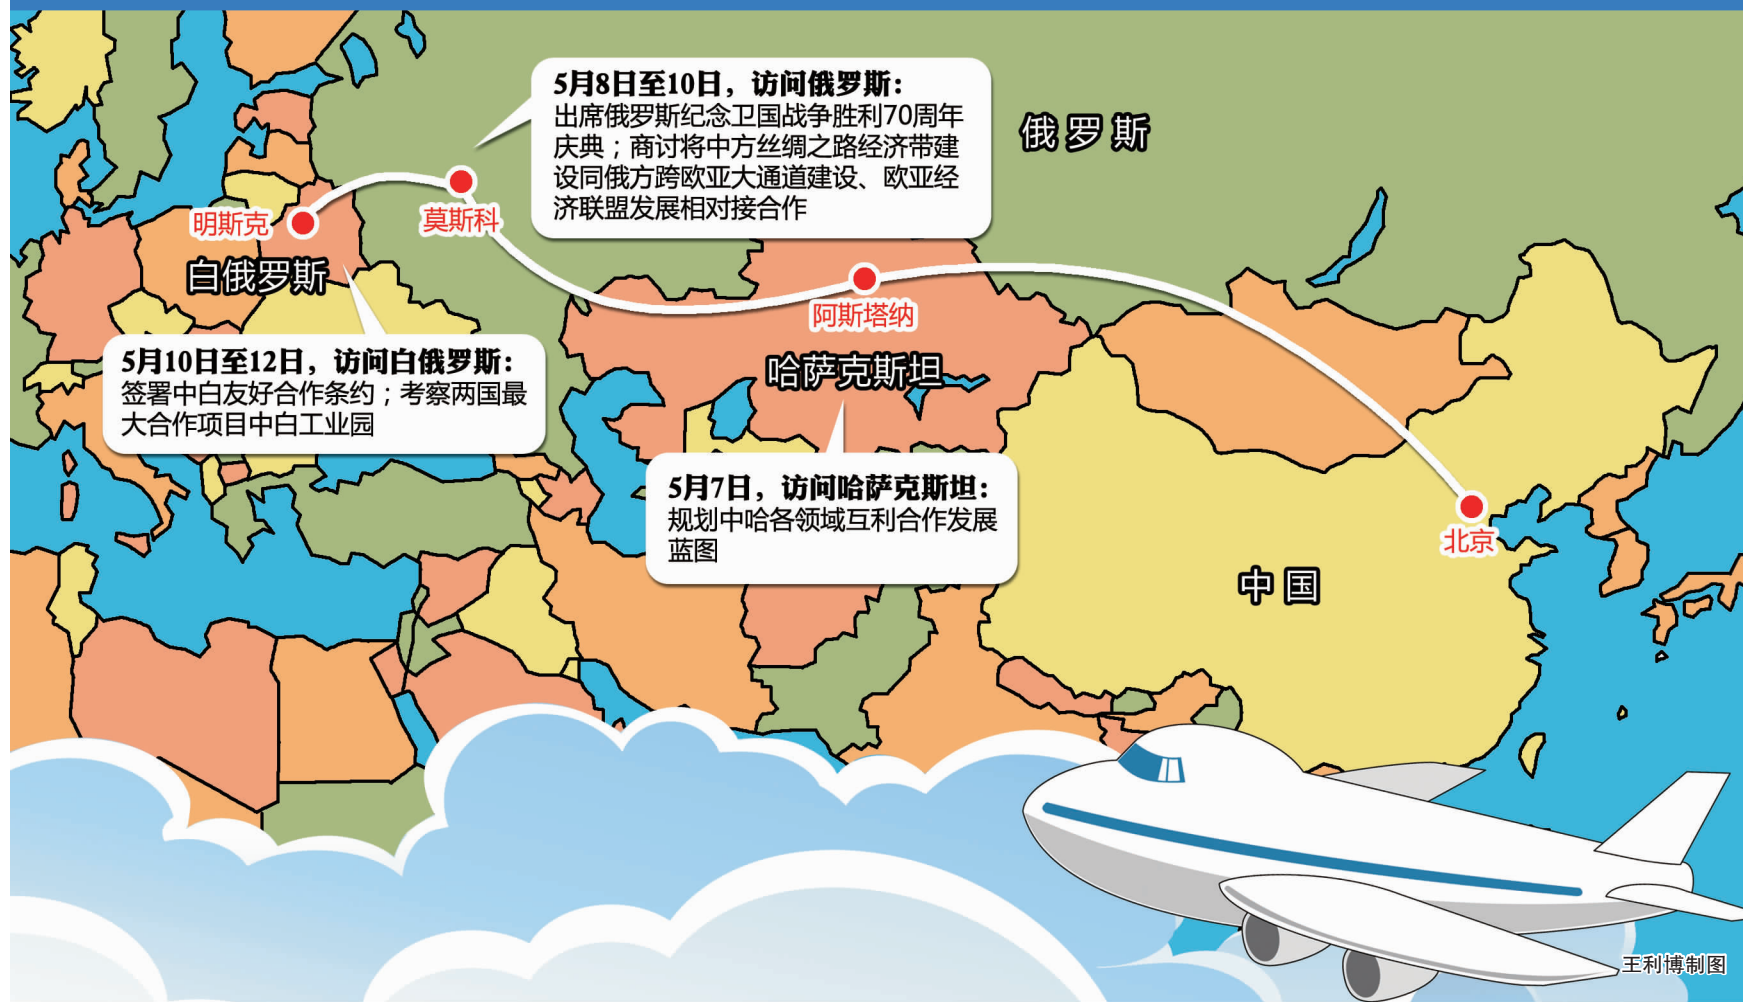 5月8日至10日，访问俄罗斯：
出席俄罗斯纪念卫国战争胜利70周年
庆典；商讨将中方丝绸之路经济带建
设同俄方跨欧亚大通道建设、欧亚经
济联盟发展相对接合作
俄罗斯
明斯克
莫斯科
白俄罗斯
阿斯塔纳
哈萨克斯坦
5月10日至12日，访问白俄罗斯：
签署中白友好合作条约；考察两国最
大合作项目中白工业园
5月7日，访问哈萨克斯坦：
规划中哈各领域互利合作发展
蓝图
北京
中国
王利博制图